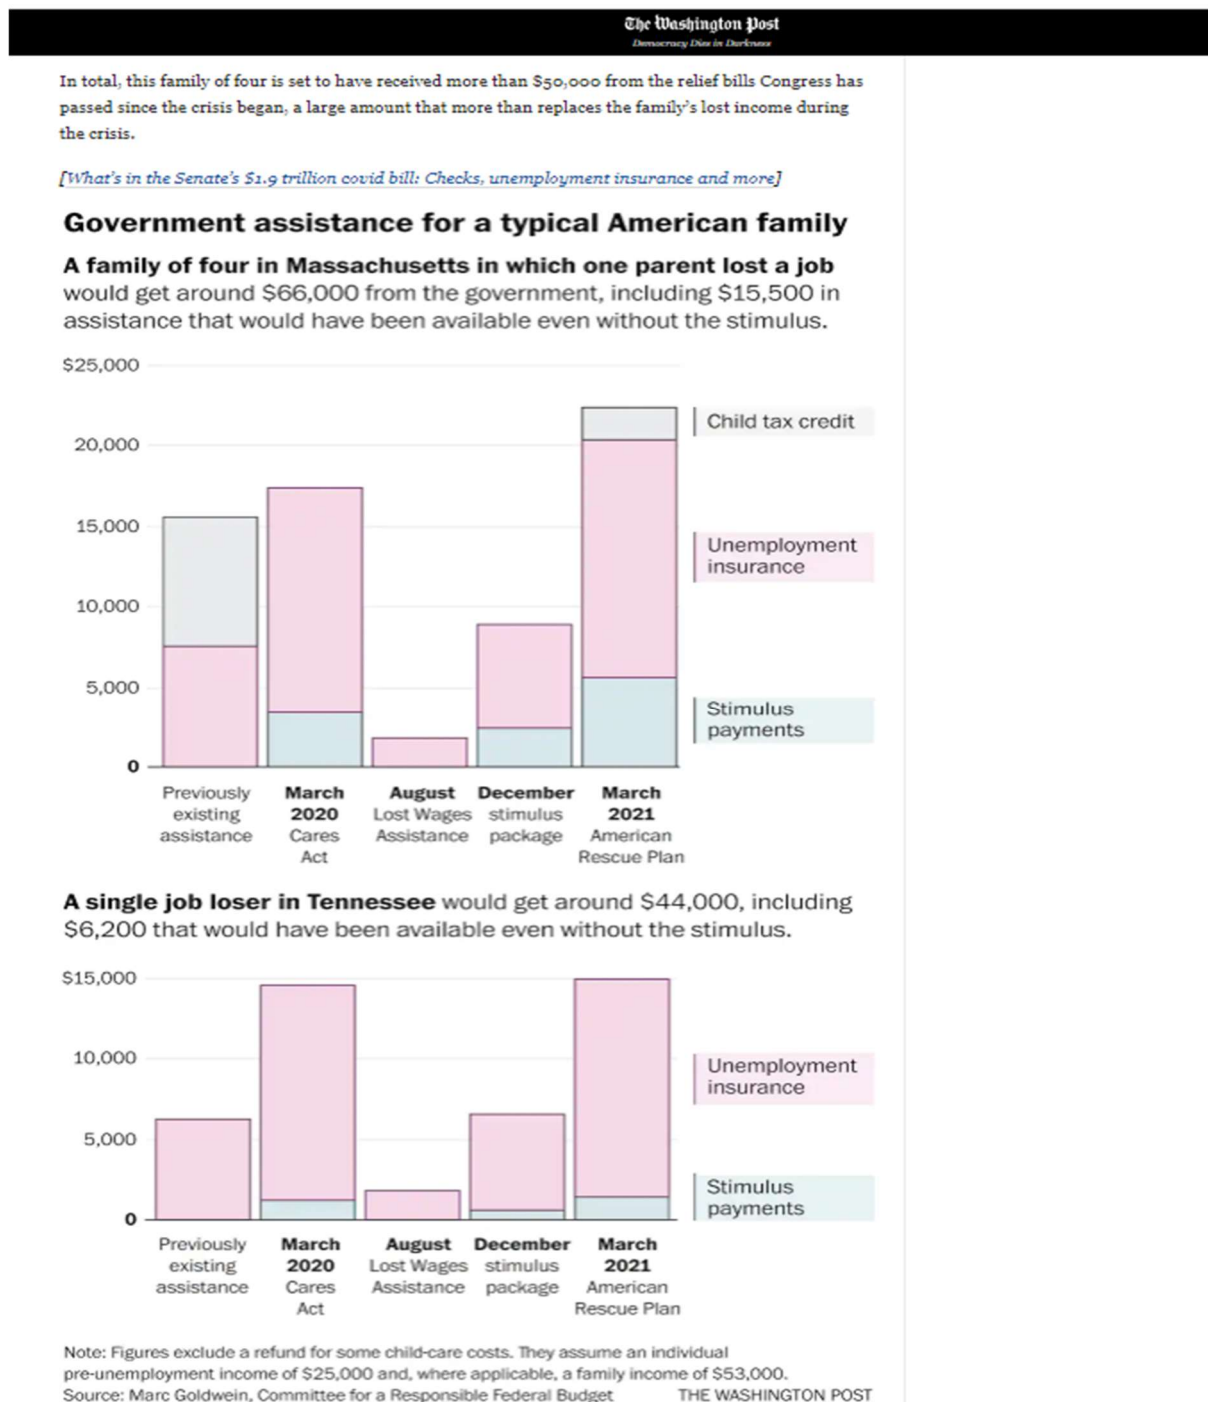 The Washington Post
Democracy Dies in Darkness
In total, this family of four is set to have received more than $50,000 from the relief bills Congress has
passed since the crisis began, a large amount that more than replaces the family's lost income during
the crisis.
[What's in the Senate's $1.9 trillion covid bill: Checks, unemployment insurance and more]
Government assistance for a typical American family
A family of four in Massachusetts in which one parent lost a job
would get around $66,000 from the government, including $15,500 in
assistance that would have been available even without the stimulus.
$25,000
Child tax credit
20,000
15,000
Unemployment
insurance
10,000
5,000
Stimulus
payments
0
Previously March August December March
existing 2020 Lost Wages stimulus 2021
assistance Cares Assistance package American
Act Rescue Plan
A single job loser in Tennessee would get around $44,000, including
$6,200 that would have been available even without the stimulus.
$15,000
10,000
Unemployment
insurance
5,000
Stimulus
payments
0
Previously March August December March
existing 2020 Lost Wages stimulus 2021
assistance Cares Assistance package American
Act Rescue Plan
Note: Figures exclude a refund for some child-care costs. They assume an individual
pre-unemployment income of $25,000 and, where applicable, a family income of $53,000.
Source: Marc Goldwein, Committee for a Responsible Federal Budget THE WASHINGTON POST